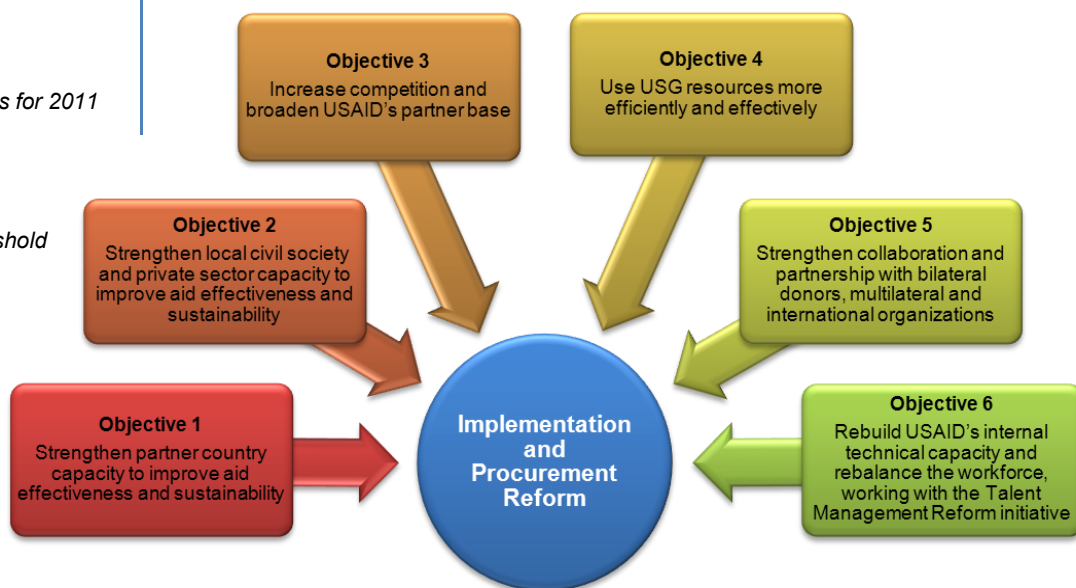 s for 2011
shold
Objective 3
Increase competition and
broaden USAID's partner base
Objective 4
Use USG resources more
efficiently and effectively
Objective 2
Strengthen local civil society
and private sector capacity to
improve aid effectiveness and
sustainability
Objective 5
Strengthen collaboration and
partnership with bilateral
donors, multilateral and
international organizations
Objective 1
Strengthen partner country
capacity to improve aid
effectiveness and sustainability
Implementation
and
Procurement
Reform
Objective 6
Rebuild USAID's internal
technical capacity and
rebalance the workforce,
working with the Talent
Management Reform initiative